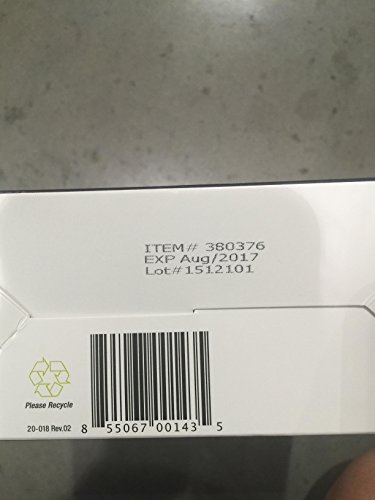 ITEM# 380376
EXP Aug/2017
Lot#1512101
Please Recycle
20-018 Rev.02
8 55067 00143 5